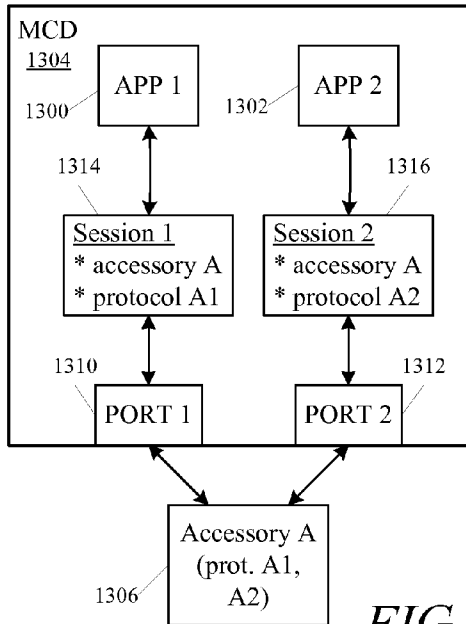 MCD
1304
APP 1
APP 2
1300
1302
1314
1316
Session 1
* accessory A
* protocol A1
Session 2
* accessory A
* protocol A2
1310
1312
PORT 1
PORT 2
Accessory A
(prot. A1,
A2)
1306
FIG